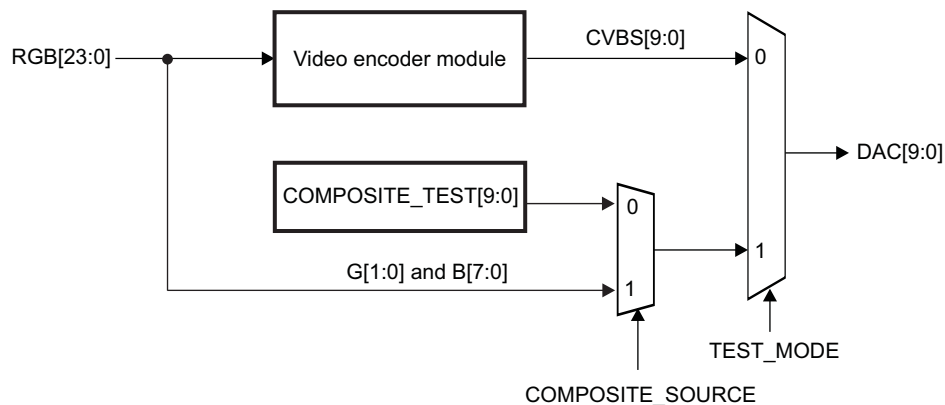 CVBS[9:0]
RGB[23:0]
Video encoder module
0
DAC[9:0]
COMPOSITE_TEST[9:0]
0
1
G[1:0] and B[7:0]
1
TEST_MODE
COMPOSITE_SOURCE